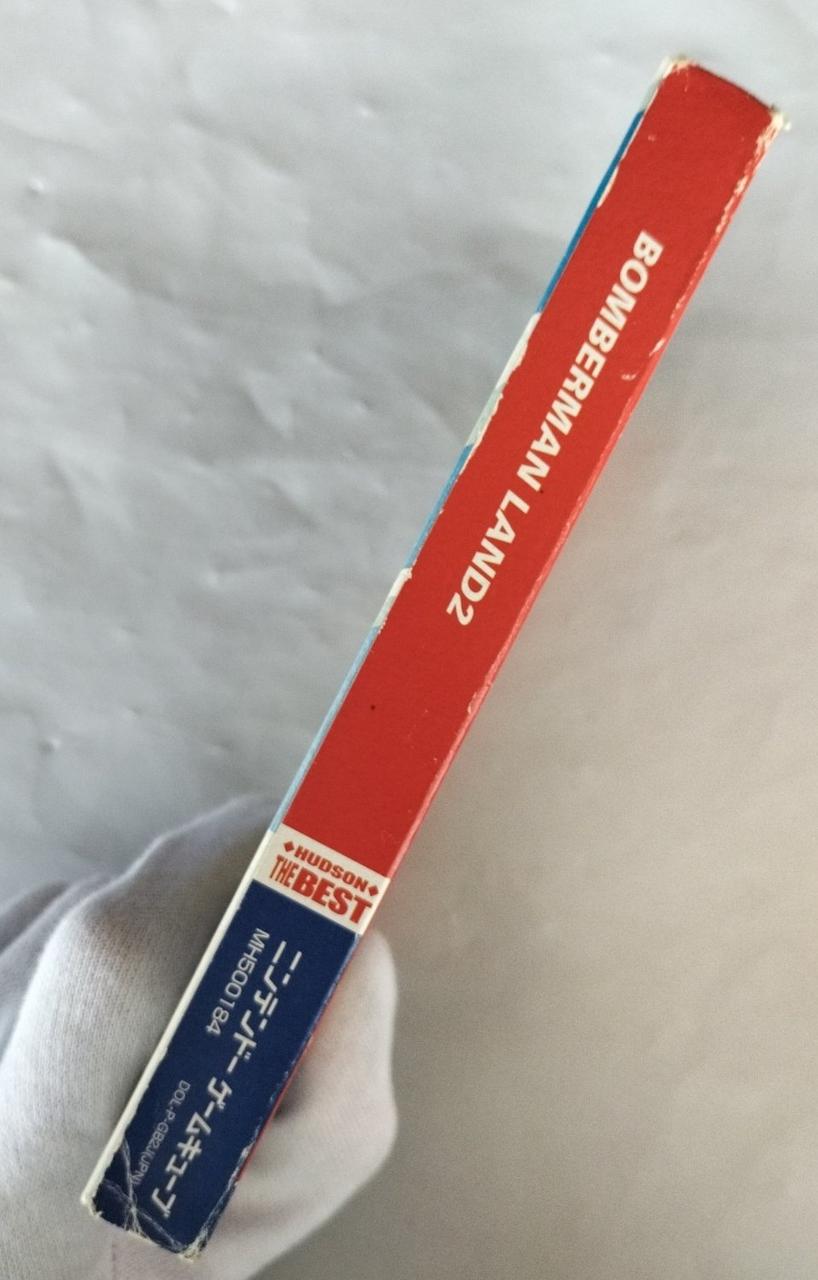 BOMBERMAN LAND2
HUDSON
THE BEST
ニンテンドー ゲームキューブ
MH500184
DOL-P-GB2J(JPN)